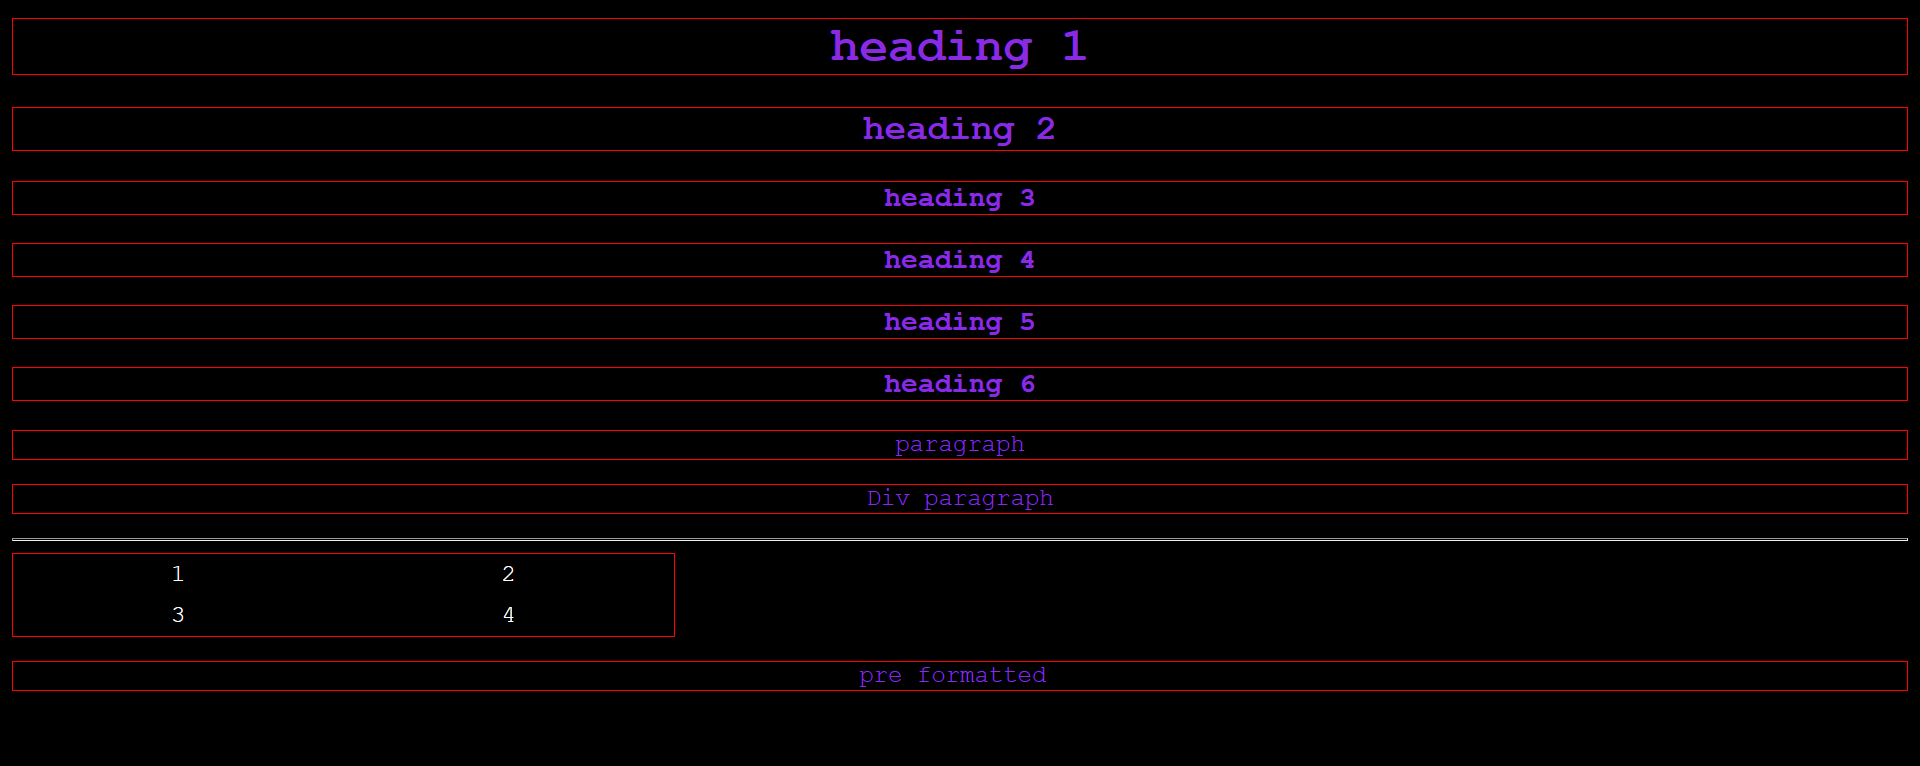 heading 1
heading 2
heading 3
heading 4
heading 5
heading 6
paragraph
Div paragraph
1 2
3 4
pre formatted